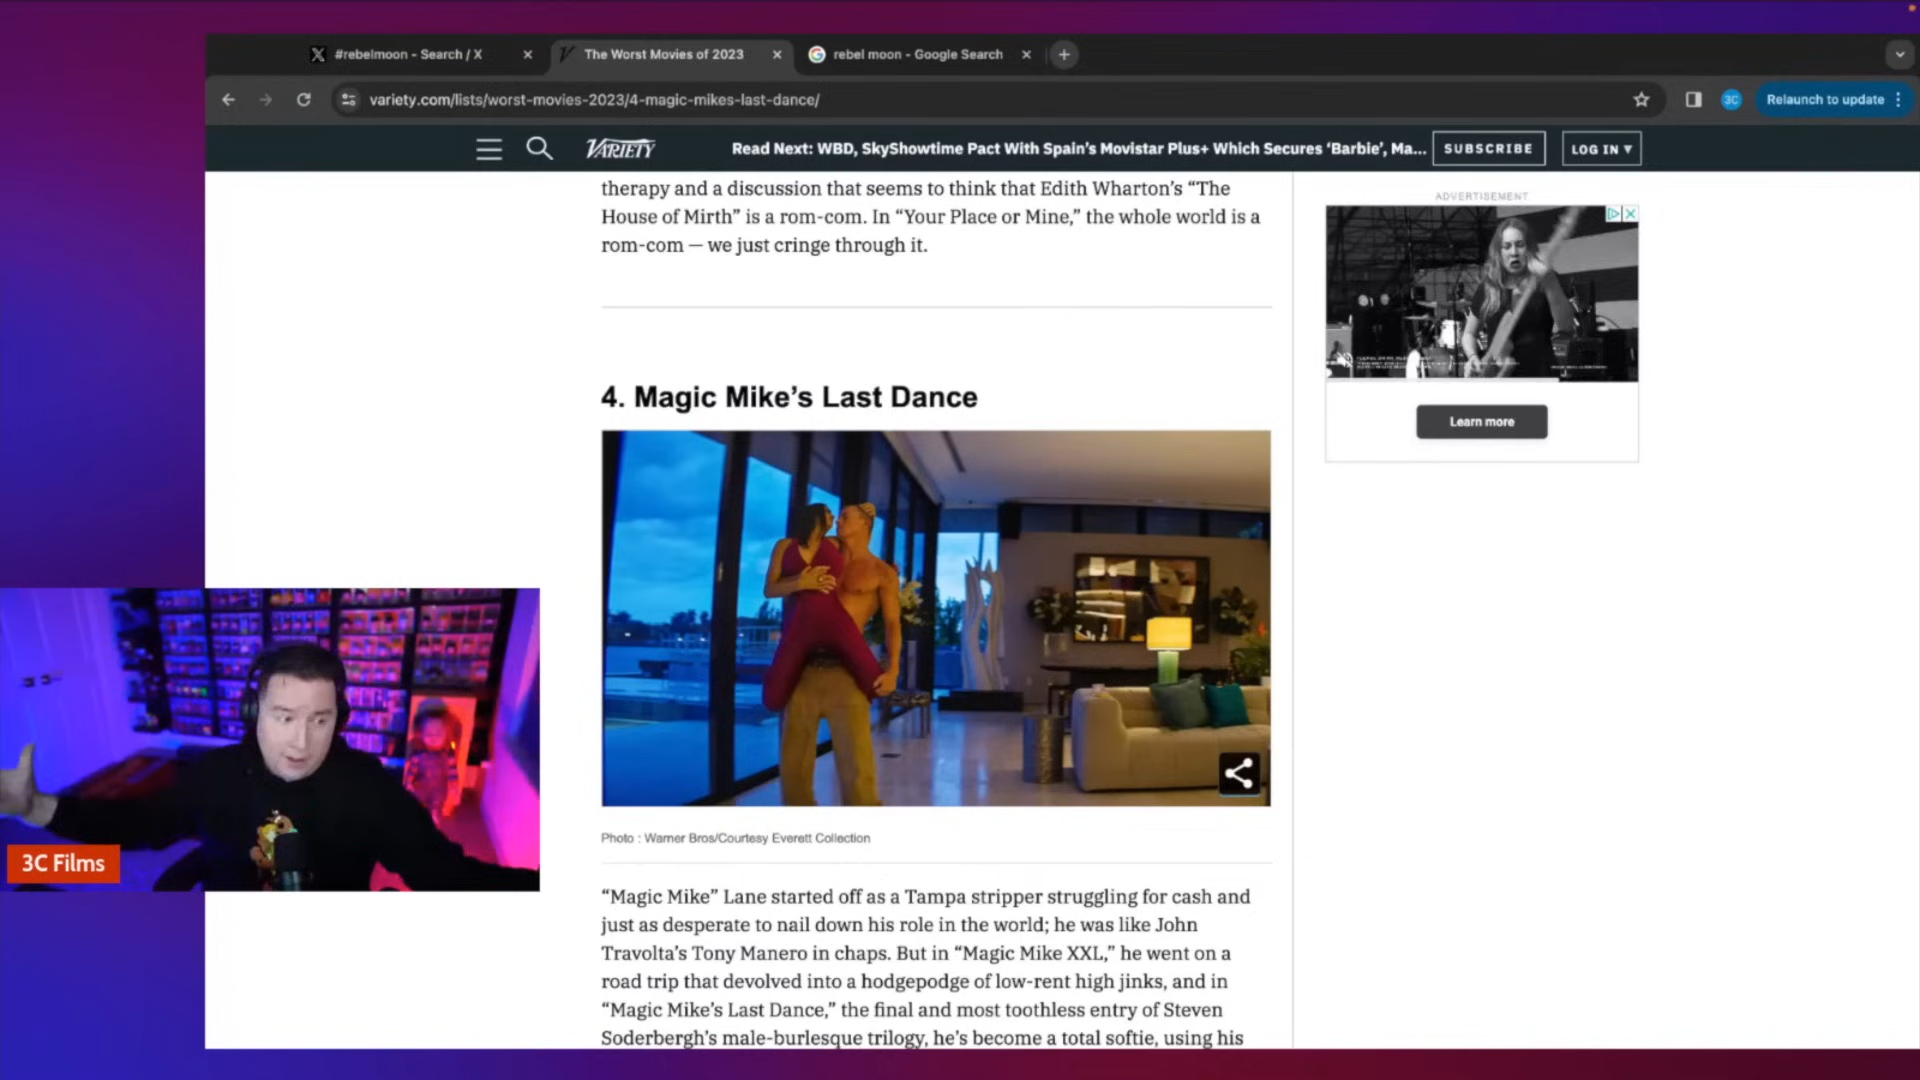 #rebelmoon - Search / X
The Worst Movies of 2023
rebel moon - Google Search
variety.com/lists/worst-movies-2023/4-magic-mikes-last-dance/
3C
Relaunch to update
VARIETY
Read Next: WBD, SkyShowtime Pact With Spain’s Movistar Plus+ Which Secures ‘Barbie’, Ma...
SUBSCRIBE
LOG IN
therapy and a discussion that seems to think that Edith Wharton’s “The
House of Mirth” is a rom-com. In “Your Place or Mine,” the whole world is a
rom-com — we just cringe through it.
ADVERTISEMENT
Learn more
4. Magic Mike’s Last Dance
Photo : Warner Bros/Courtesy Everett Collection
3C Films
“Magic Mike” Lane started off as a Tampa stripper struggling for cash and
just as desperate to nail down his role in the world; he was like John
Travolta’s Tony Manero in chaps. But in “Magic Mike XXL,” he went on a
road trip that devolved into a hodgepodge of low-rent high jinks, and in
“Magic Mike’s Last Dance,” the final and most toothless entry of Steven
Soderbergh’s male-burlesque trilogy, he’s become a total softie, using his